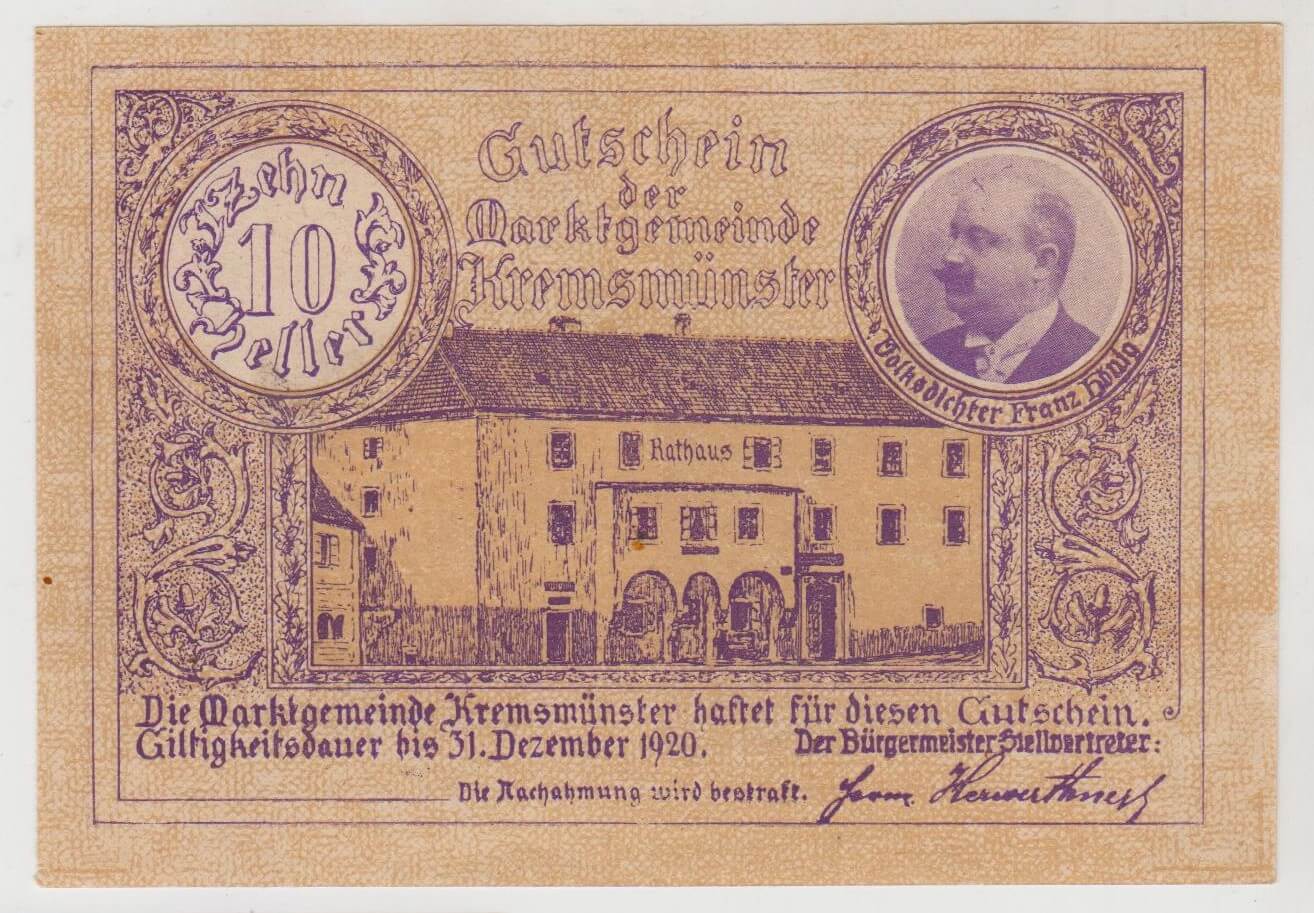 Zehn
10
Heller
Gutschein
der
Marktgemeinde
Kremsmünster
Volksdichter Franz Hönig
Rathaus
Die Marktgemeinde Kremsmünster haftet für diesen Gutschein.
Giltigkeitsdauer bis 31. Dezember 1920.
Der Bürgermeister Stellvertreter:
Die Nachahmung wird bestraft.